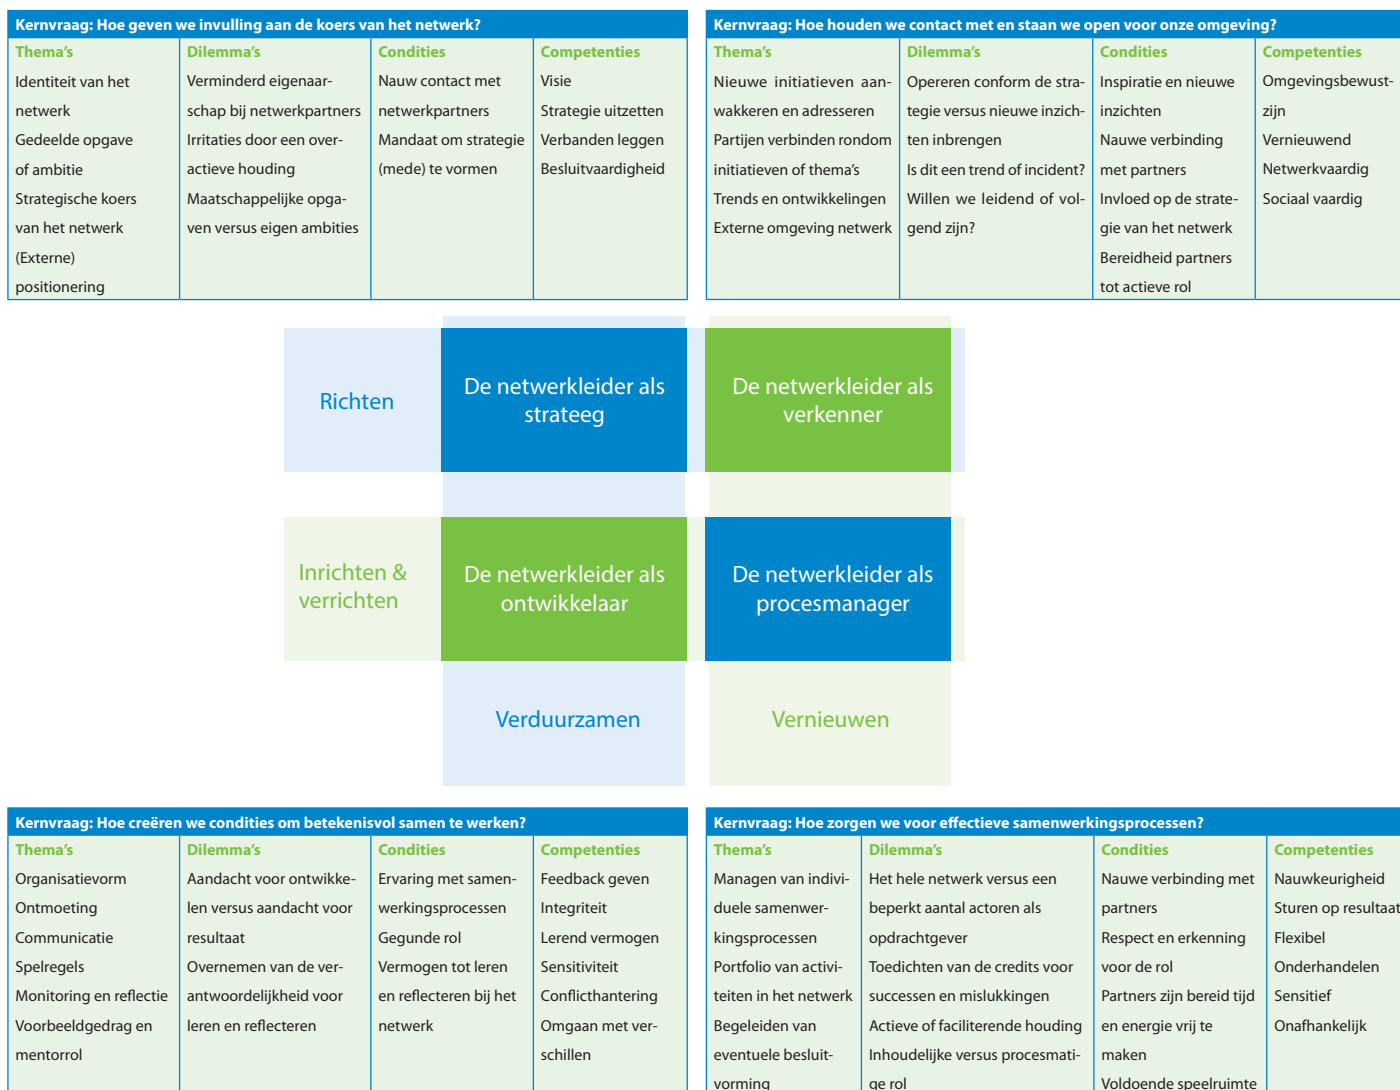 Kernvraag: Hoe geven we invulling aan de koers van het netwerk?
Thema's
Identiteit van het
netwerk
Gedeelde opgave
of ambitie
Strategische koers
van het netwerk
(Externe)
positionering
Dilemma's
Verminderd eigenaar-
schap bij netwerkpartners
Irritaties door een over-
actieve houding
Maatschappelijke opga-
ven versus eigen ambities
Condities
Nauw contact met
netwerkpartners
Mandaat om strategie
(mede) te vormen
Competenties
Visie
Strategie uitzetten
Verbanden leggen
Besluitvaardigheid
Kernvraag: Hoe houden we contact met en staan we open voor onze omgeving?
Thema's
Nieuwe initiatieven aan-
wakkeren en adresseren
Partijen verbinden rondom
initiatieven of thema's
Trends en ontwikkelingen
Externe omgeving netwerk
Dilemma's
Opereren conform de stra-
tegie versus nieuwe inzich-
ten inbrengen
Is dit een trend of incident?
Willen we leidend of vol-
gend zijn?
Condities
Inspiratie en nieuwe
inzichten
Nauwe verbinding
met partners
Invloed op de strate-
gie van het netwerk
Bereidheid partners
tot actieve rol
Competenties
Omgevingsbewust-
zijn
Vernieuwend
Netwerkvaardig
Sociaal vaardig
Richten
De netwerkleider als
strateeg
De netwerkleider als
verkenner
Inrichten &
verrichten
De netwerkleider als
ontwikkelaar
De netwerkleider als
procesmanager
Verduurzamen
Vernieuwen
Kernvraag: Hoe creëren we condities om betekenisvol samen te werken?
Thema's
Organisatievorm
Ontmoeting
Communicatie
Spelregels
Monitoring en reflectie
Voorbeeldgedrag en
mentorrol
Dilemma's
Aandacht voor ontwikke-
len versus aandacht voor
resultaat
Overnemen van de ver-
antwoordelijkheid voor
leren en reflecteren
Condities
Ervaring met samen-
werkingsprocessen
Gegunde rol
Vermogen tot leren
en reflecteren bij het
netwerk
Competenties
Feedback geven
Integriteit
Lerend vermogen
Sensitiviteit
Conflicthantering
Omgaan met ver-
schillen
Kernvraag: Hoe zorgen we voor effectieve samenwerkingsprocessen?
Thema's
Managen van indivi-
duele samenwer-
kingsprocessen
Portfolio van activi-
teiten in het netwerk
Begeleiden van
eventuele besluit-
vorming
Dilemma's
Het hele netwerk versus een
beperkt aantal actoren als
opdrachtgever
Toedichten van de credits voor
successen en mislukkingen
Actieve of faciliterende houding
Inhoudelijke versus procesmati-
ge rol
Condities
Nauwe verbinding met
partners
Respect en erkenning
voor de rol
Partners zijn bereid tijd
en energie vrij te
maken
Voldoende speelruimte
Competenties
Nauwkeurigheid
Sturen op resultaat
Flexibel
Onderhandelen
Sensitief
Onafhankelijk